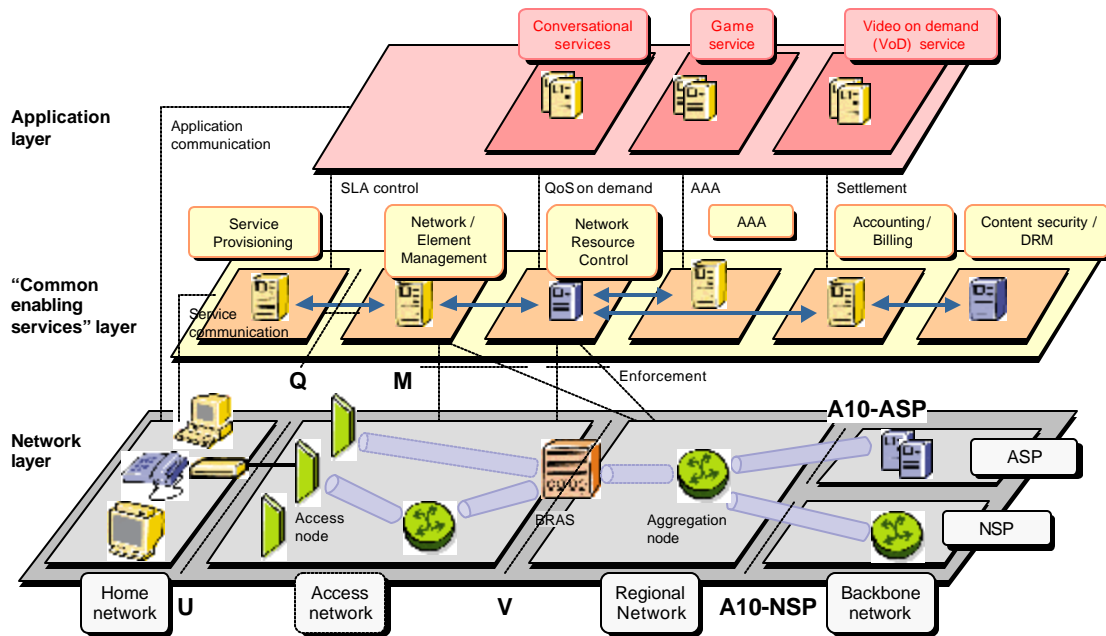 Conversational
services
Game
service
Video on demand
(VoD) service
Application
layer
Application
communication
SLA control
QoS on demand
AAA
Settlement
Service
Provisioning
Network /
Element
Management
Network
Resource
Control
AAA
Accounting/
Billing
Content security /
DRM
“Common
enabling
services” layer
Service
communication
Q
M
Enforcement
A10-ASP
Network
layer
ASP
Access
node
BRAS
Aggregation
node
NSP
Home
network
U
Access
network
V
Regional
Network
A10-NSP
Backbone
network